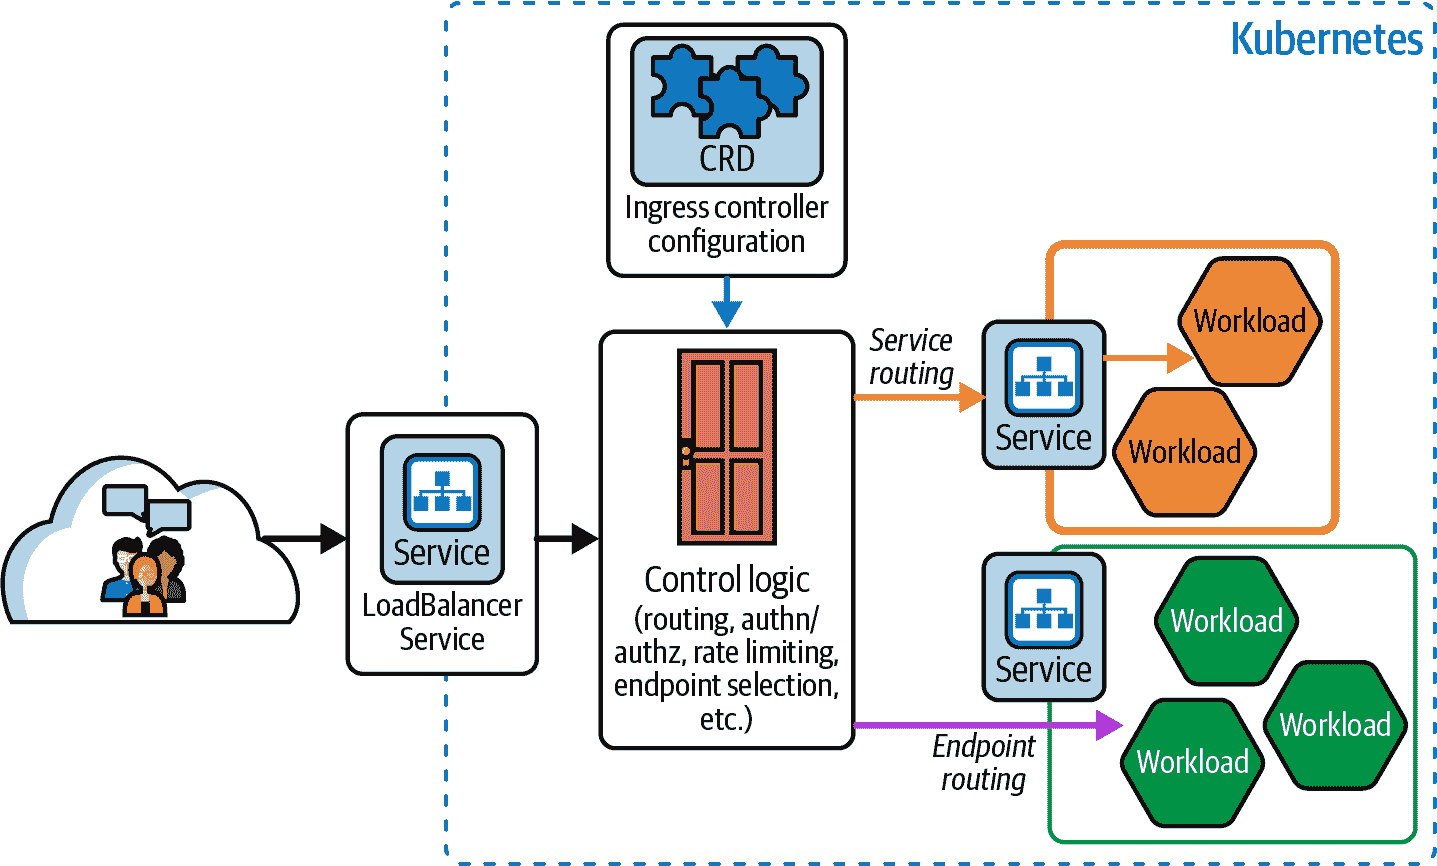 Kubernetes
CRD
Ingress controller
configuration
Service
LoadBalancer
Service
Control logic
(routing, authn/
authz, rate limiting,
endpoint selection,
etc.)
Service
routing
Service
Workload
Workload
Endpoint
routing
Service
Workload
Workload
Workload